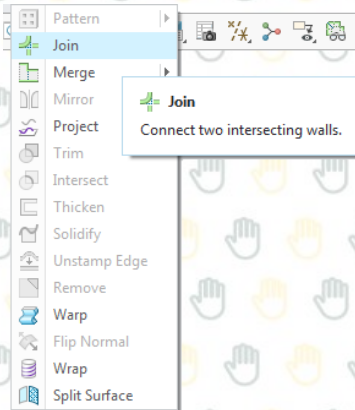 Pattern
Join
Merge
Mirror
Join
Connect two intersecting walls.
Project
Trim
Intersect
Thicken
Solidify
Unstamp Edge
Remove
Warp
Flip Normal
Wrap
Split Surface